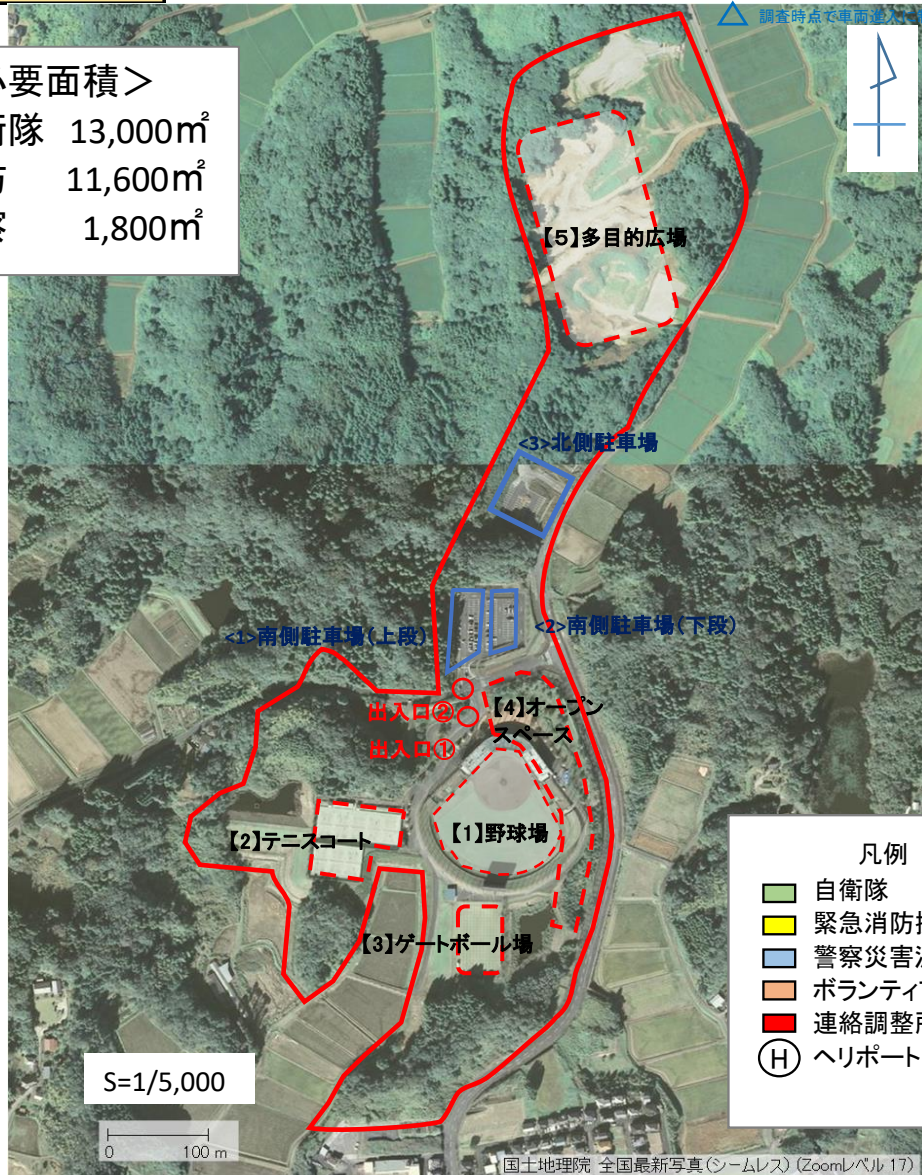 調査時点で車両進入
要面積＞
隊 13,000㎡
11,600㎡
1,800㎡
【5】多目的広場
<3>北側駐車場
<1>南側駐車場(上段)
<2>南側駐車場(下段)
出入口②
出入口①
【4】オープン
スペース
【1】野球場
【2】テニスコート
【3】ゲートボール場
凡例
自衛隊
緊急消防
警察災害
ボランティ
連絡調整
H ヘリポート
S=1/5,000
0 100 m
国土地理院 全国最新写真(シームレス) (Zoomレベル 17)